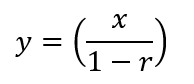 y = (x / (1 − r))